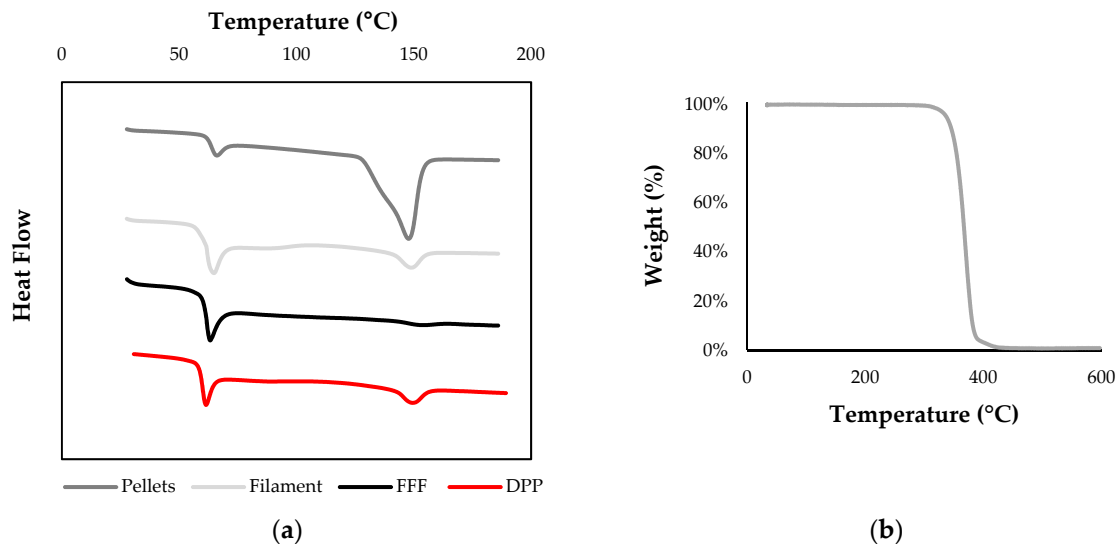 Temperature (°C)
0 50 100 150 200
Heat Flow
Pellets Filament FFF DPP
(a)
100%
80%
60%
40%
20%
0%
Weight (%)
0 200 400 600
Temperature (°C)
(b)